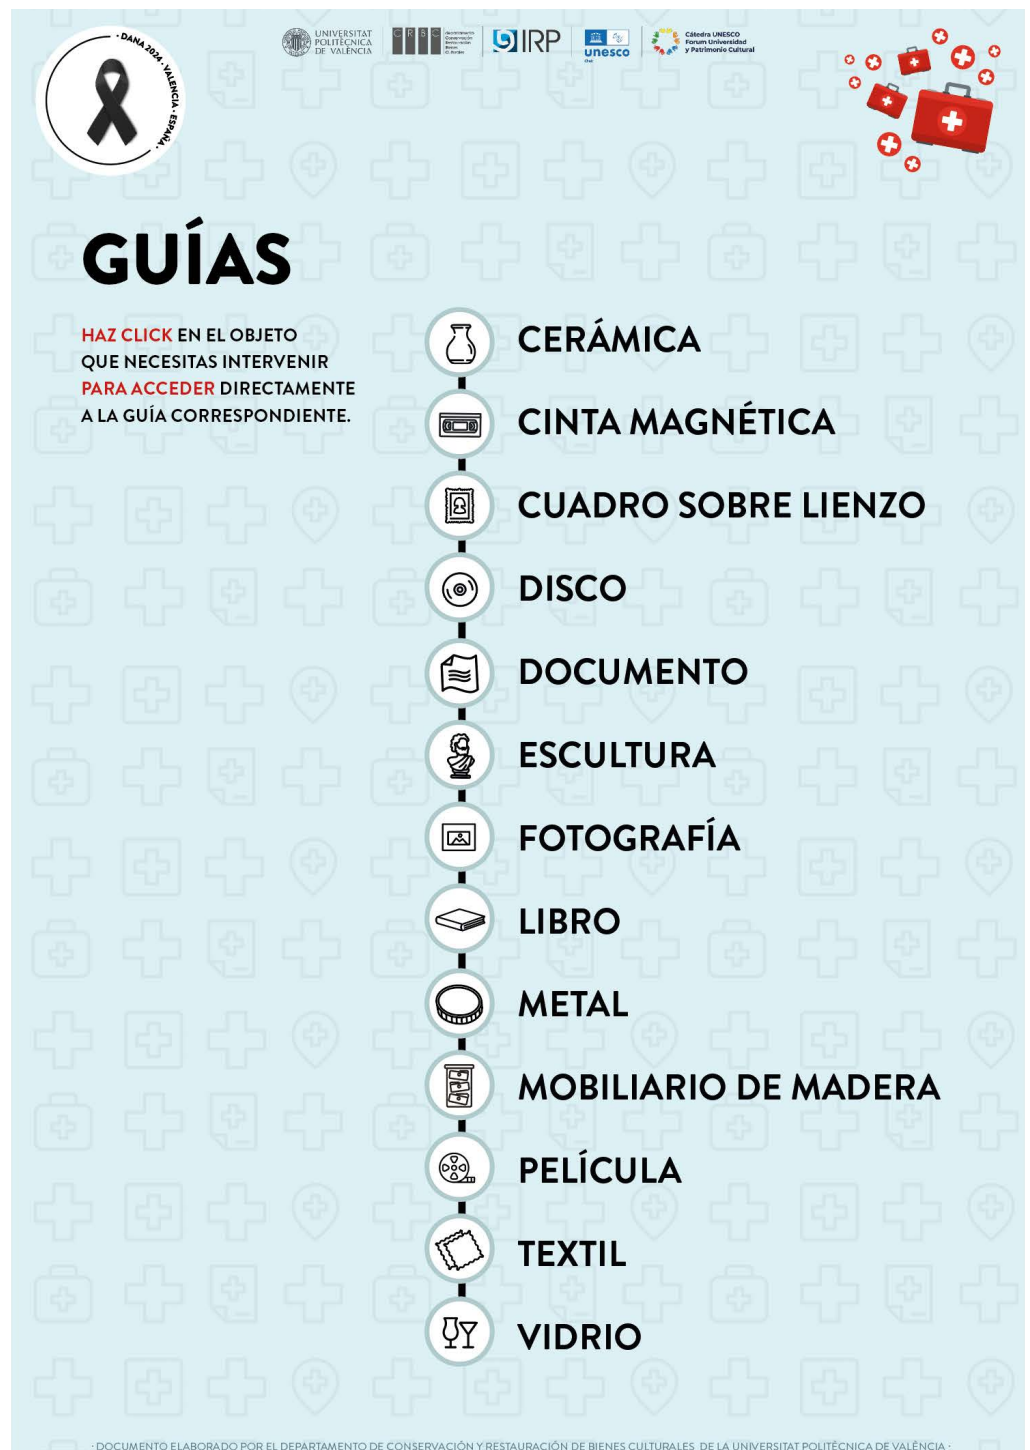 · DANA 2024 · VALENCIA · ESPAÑA ·
UNIVERSITAT
POLITÈCNICA
DE VALÈNCIA
CRBC
IRP
unesco
Cátedra UNESCO
Forum Universidad
y Patrimonio Cultural
GUÍAS
HAZ CLICK EN EL OBJETO
QUE NECESITAS INTERVENIR
PARA ACCEDER DIRECTAMENTE
A LA GUÍA CORRESPONDIENTE.
CERÁMICA
CINTA MAGNÉTICA
CUADRO SOBRE LIENZO
DISCO
DOCUMENTO
ESCULTURA
FOTOGRAFÍA
LIBRO
METAL
MOBILIARIO DE MADERA
PELÍCULA
TEXTIL
VIDRIO
· DOCUMENTO ELABORADO POR EL DEPARTAMENTO DE CONSERVACIÓN Y RESTAURACIÓN DE BIENES CULTURALES DE LA UNIVERSITAT POLITÈCNICA DE VALÈNCIA ·